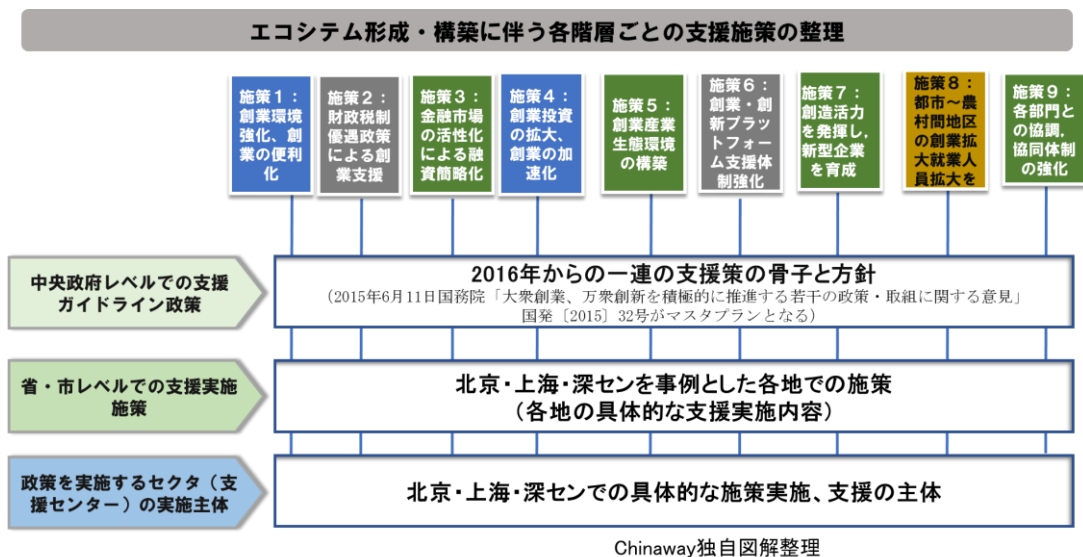 エコシステム形成・構築に伴う各階層ごとの支援施策の整理
施策1：
創業環境
強化、創
業の便利
化
施策2：
財政税制
優遇政策
による創
業支援
施策3：
金融市場
の活性化
による融
資簡略化
施策4：
創業投資
の拡大、
創業の加
速化
施策5：
創業産業
生態環境
の構築
施策6：
創業・創
新プラッ
トフォー
ム支援体
制強化
施策7：
創造活力
を発揮し，
新型企業
を育成
施策8：
都市～農
村間地区
の創業拡
大就業人
員拡大を
施策9：
各部門と
の協調，
協同体制
の強化
中央政府レベルでの支援
ガイドライン政策
2016年からの一連の支援策の骨子と方針
（2015年6月11日国務院「大衆創業、万衆創新を積極的に推進する若干の政策・取組に関する意見」
国発〔2015〕32号がマスタプランとなる）
省・市レベルでの支援実施
施策
北京・上海・深センを事例とした各地での施策
（各地の具体的な支援実施内容）
政策を実施するセクタ（支
援センター）の実施主体
北京・上海・深センでの具体的な施策実施、支援の主体
Chinaway独自図解整理